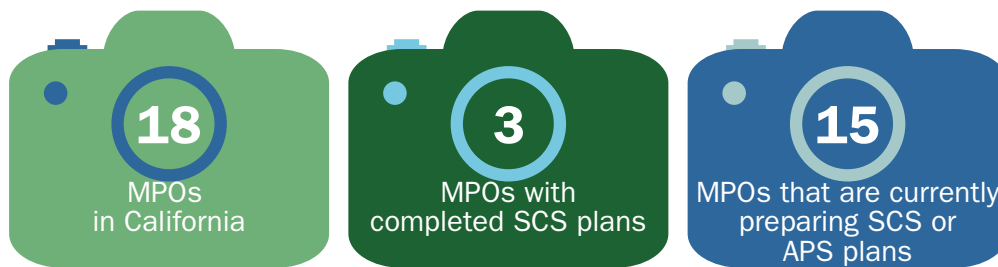 18
MPOs
in California
3
MPOs with
completed SCS plans
15
MPOs that are currently
preparing SCS or
APS plans